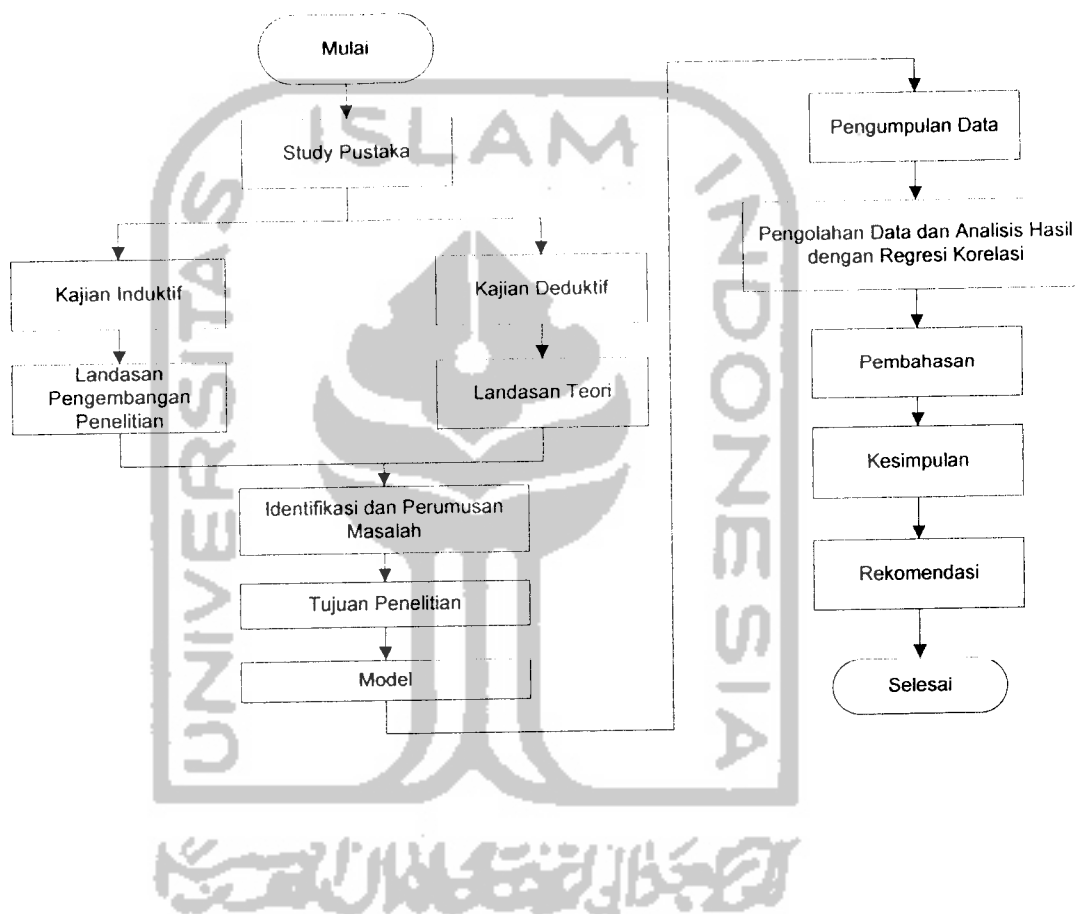 Mulai
Study Pustaka
Kajian Induktif
Kajian Deduktif
Landasan
Pengembangan
Penelitian
Landasan Teori
Identifikasi dan Perumusan
Masalah
Tujuan Penelitian
Model
Pengumpulan Data
Pengolahan Data dan Analisis Hasil
dengan Regresi Korelasi
Pembahasan
Kesimpulan
Rekomendasi
Selesai
UNIVERSITAS
ISLAM
INDONESIA